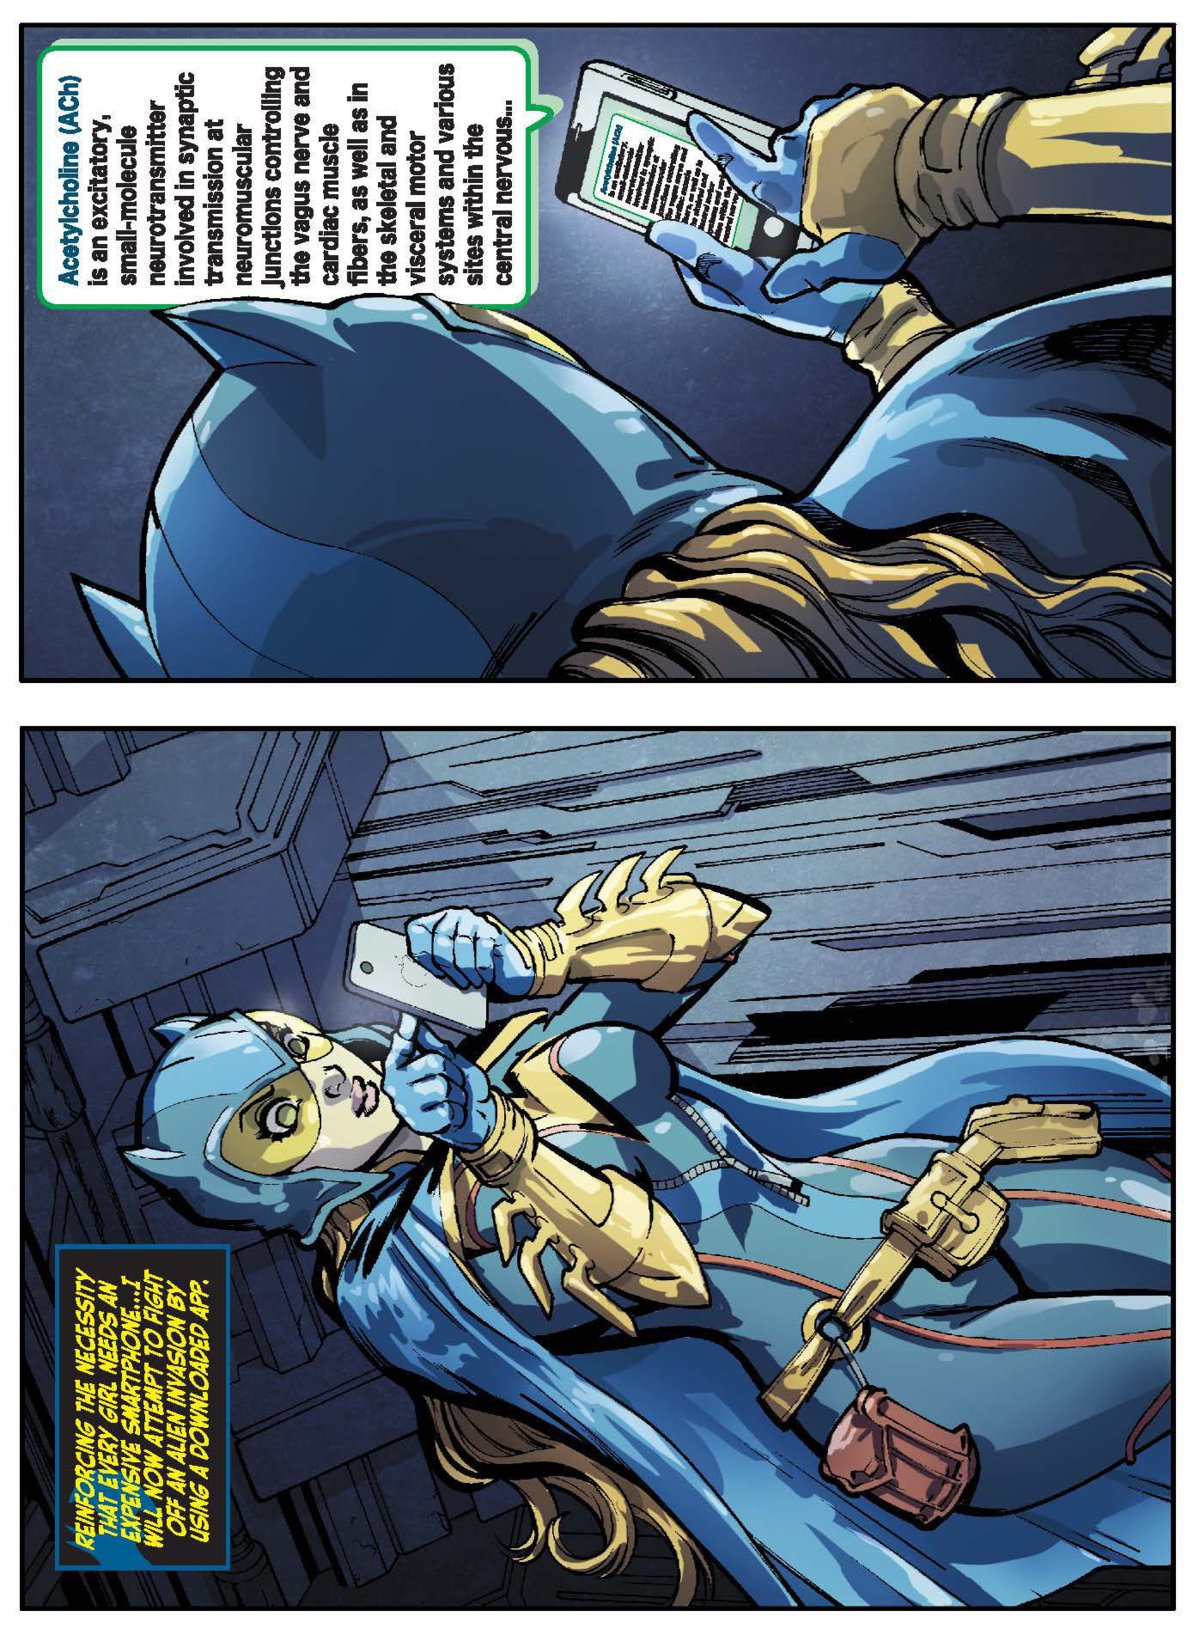 REINFORCING THE NECESSITY
THAT EVERY GIRL NEEDS AN
EXPENSIVE SMARTPHONE...I
WILL NOW ATTEMPT TO FIGHT
OFF AN ALIEN INVASION BY
USING A DOWNLOADED APP.
Acetylcholine (ACh)
is an excitatory,
small-molecule
neurotransmitter
involved in synaptic
transmission at
neuromuscular
junctions controlling
the vagus nerve and
cardiac muscle
fibers, as well as in
the skeletal and
visceral motor
systems and various
sites within the
central nervous...